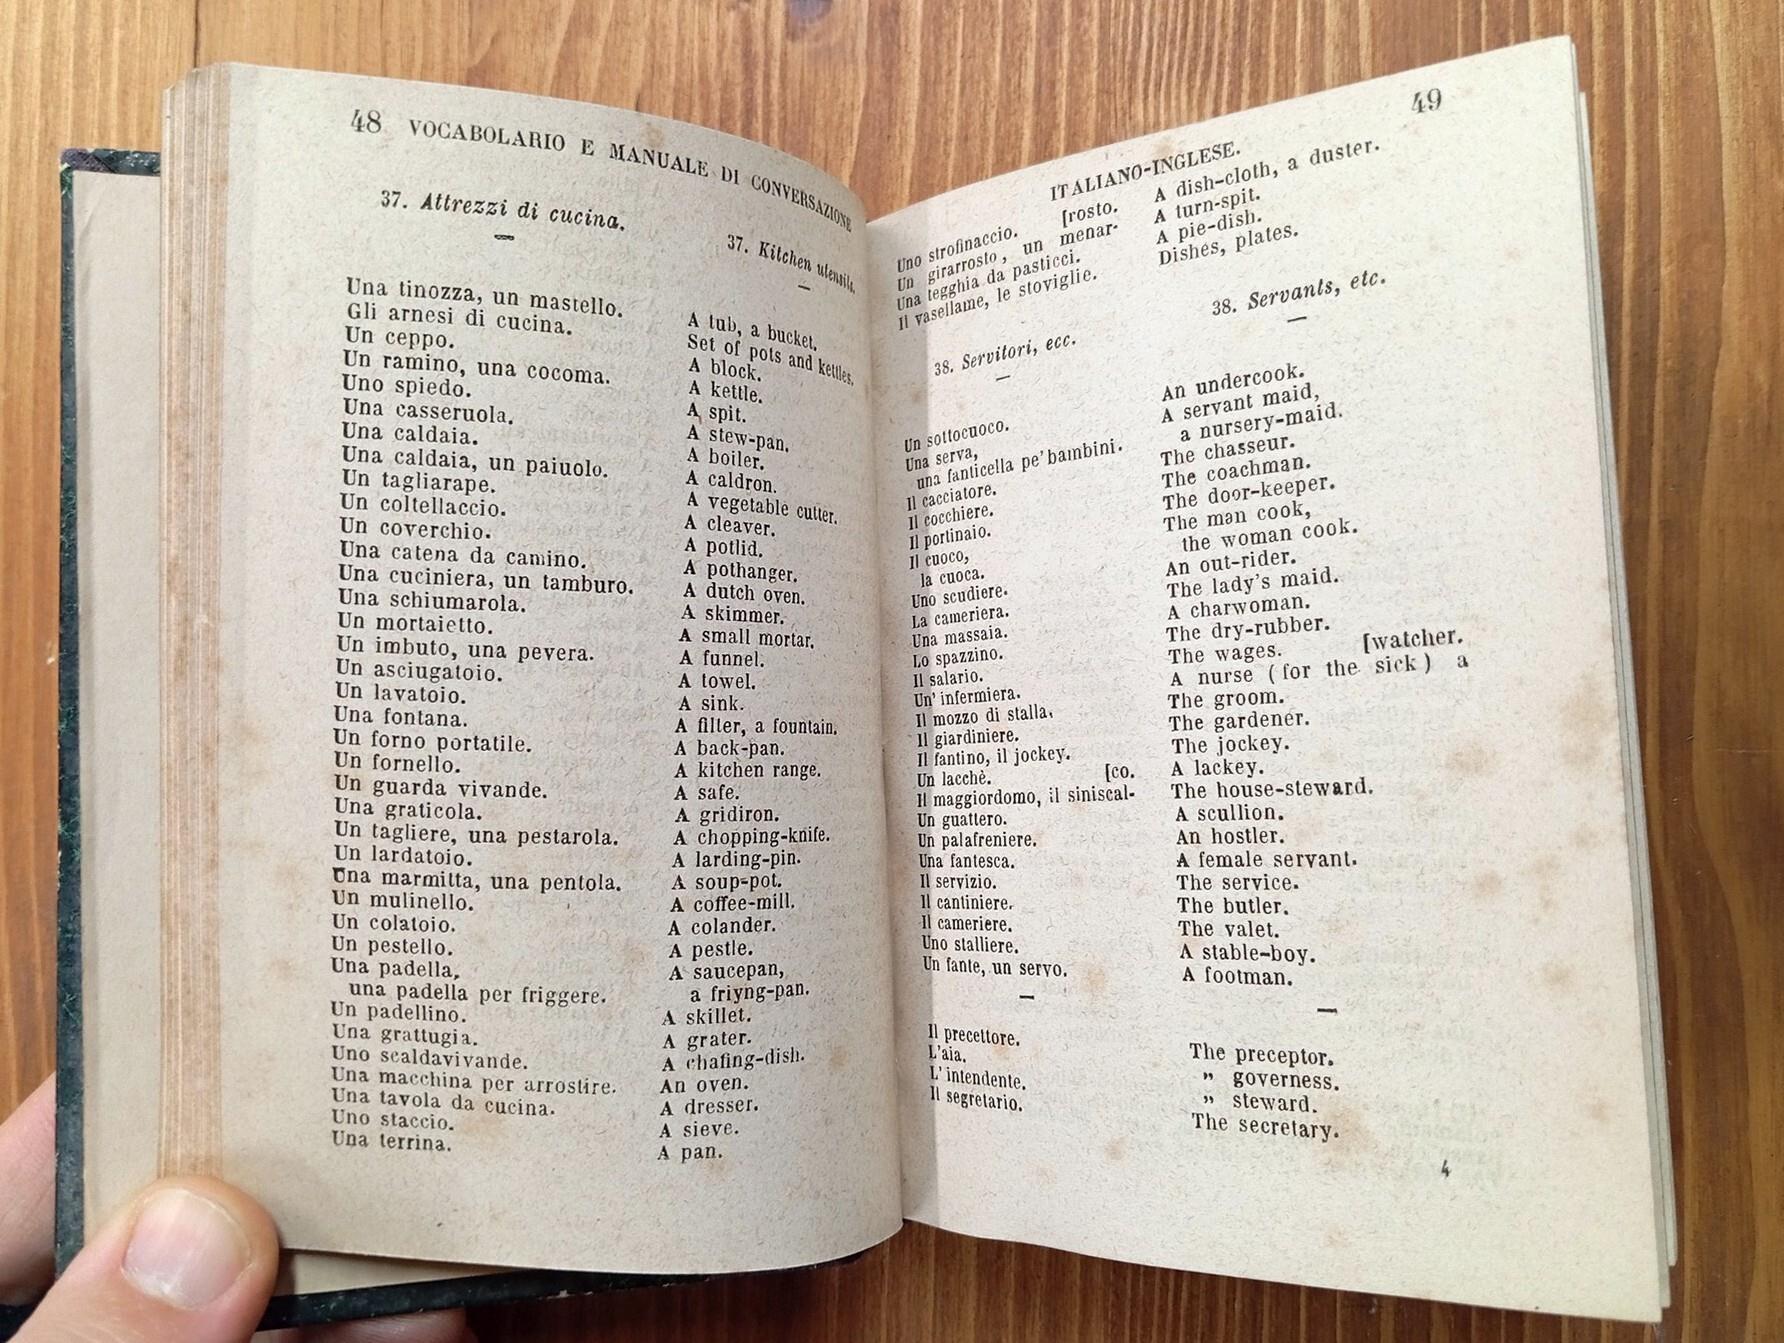 48 VOCABOLARIO E MANUALE DI CONVERSAZIONE
37. Attrezzi di cucina.
Una tinozza, un mastello.
Gli arnesi di cucina.
Un ceppo.
Un ramino, una cocoma.
Uno spiedo.
Una casseruola.
Una caldaia.
Una caldaia, un paiuolo.
Un tagliarape.
Un coltellaccio.
Un coverchio.
Una catena da camino.
Una cuciniera, un tamburo.
Una schiumarola.
Un mortaietto.
Un imbuto, una pevera.
Un asciugatoio.
Un lavatoio.
Una fontana.
Un forno portatile.
Un fornello.
Un guarda vivande.
Una graticola.
Un tagliere, una pestarola.
Un lardatoio.
Una marmitta, una pentola.
Un mulinello.
Un colatoio.
Un pestello.
Una padella,
una padella per friggere.
Un padellino.
Una grattugia.
Uno scaldavivande.
Una macchina per arrostire.
Una tavola da cucina.
Uno staccio.
Una terrina.
37. Kitchen utensils.
A tub, a bucket.
Set of pots and kettles.
A block.
A kettle.
A spit.
A stew-pan.
A boiler.
A caldron.
A vegetable cutter.
A cleaver.
A potlid.
A pothanger.
A dutch oven.
A skimmer.
A small mortar.
A funnel.
A towel.
A sink.
A filter, a fountain.
A back-pan.
A kitchen range.
A safe.
A gridiron.
A chopping-knife.
A larding-pin.
A soup-pot.
A coffee-mill.
A colander.
A pestle.
A saucepan,
a friyng-pan.
A skillet.
A grater.
A chafing-dish.
An oven.
A dresser.
A sieve.
A pan.
ITALIANO-INGLESE. 49
Uno strofinaccio. [rosto.
Un girarrosto, un menar-
Una tegghia da pasticci.
Il vasellame, le stoviglie.
38. Servitori, ecc.
Un sottocuoco.
Una serva,
una fanticella pe' bambini.
Il cacciatore.
Il cocchiere.
Il portinaio.
Il cuoco,
la cuoca.
Uno scudiere.
La cameriera.
Una massaia.
Lo spazzino.
Il salario.
Un' infermiera.
Il mozzo di stalla.
Il giardiniere.
Il fantino, il jockey.
Un lacchè. [co.
Il maggiordomo, il siniscal-
Un guattero.
Un palafreniere.
Una fantesca.
Il servizio.
Il cantiniere.
Il cameriere.
Uno stalliere.
Un fante, un servo.
Il precettore.
L'aia.
L' intendente.
Il segretario.
A dish-cloth, a duster.
A turn-spit.
A pie-dish.
Dishes, plates.
38. Servants, etc.
An undercook.
A servant maid,
a nursery-maid.
The chasseur.
The coachman.
The door-keeper.
The man cook,
the woman cook.
An out-rider.
The lady's maid.
A charwoman.
The dry-rubber.
The wages. [watcher.
A nurse (for the sick) a
The groom.
The gardener.
The jockey.
A lackey.
The house-steward.
A scullion.
An hostler.
A female servant.
The service.
The butler.
The valet.
A stable-boy.
A footman.
The preceptor.
" governess.
" steward.
The secretary.
4